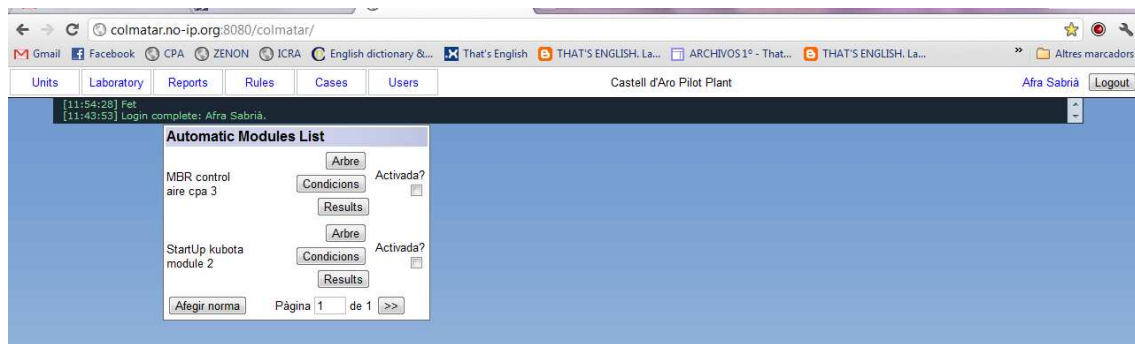 colmatar.no-ip.org:8080/colmatar/
Gmail Facebook CPA ZENON ICRA English dictionary &... That's English THAT'S ENGLISH. La... ARCHIVOS 1º - That... THAT'S ENGLISH. La... » Altres marcadors
Units Laboratory Reports Rules Cases Users Castell d'Aro Pilot Plant Afra Sabrià Logout
[11:54:28] Fet
[11:43:53] Login complete: Afra Sabrià.
Automatic Modules List
MBR control aire cpa 3
Arbre
Condicions
Results
Activada?
StartUp kubota module 2
Arbre
Condicions
Results
Activada?
Afegir norma Pàgina 1 de 1 >>